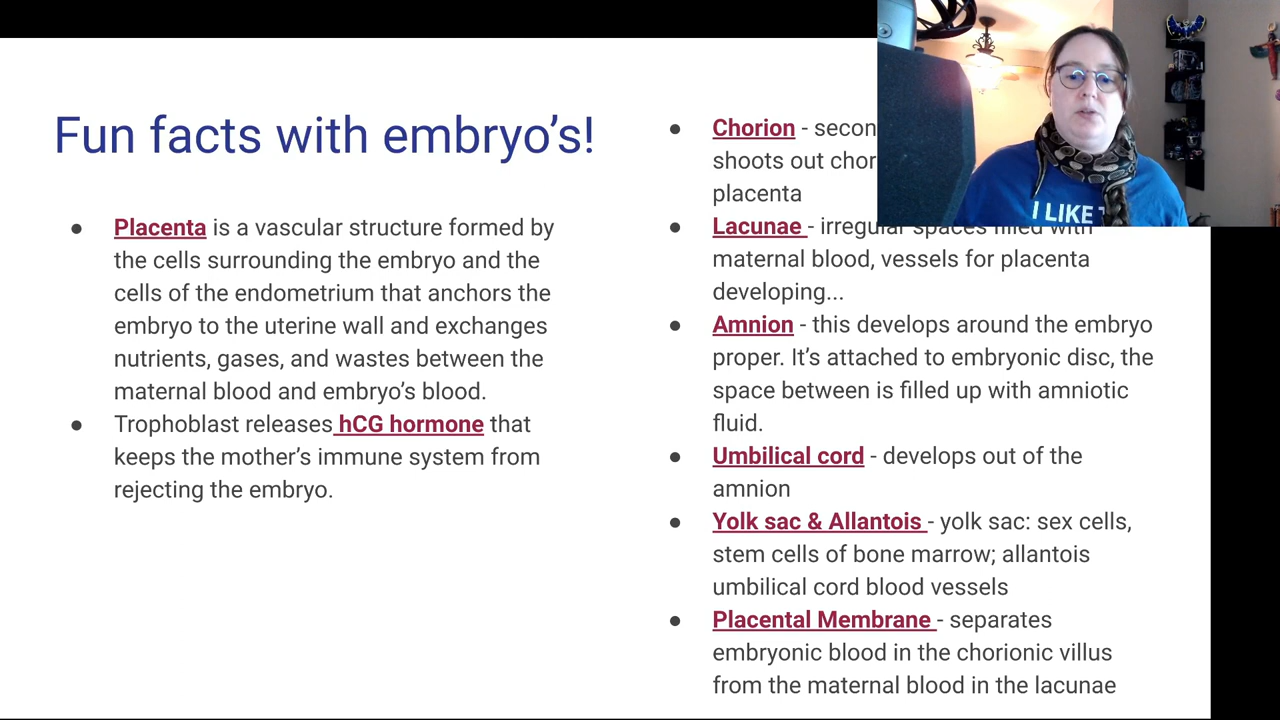 Fun facts with embryo's!
● Placenta is a vascular structure formed by
the cells surrounding the embryo and the
cells of the endometrium that anchors the
embryo to the uterine wall and exchanges
nutrients, gases, and wastes between the
maternal blood and embryo's blood.
● Trophoblast releases hCG hormone that
keeps the mother's immune system from
rejecting the embryo.
● Chorion - secon
shoots out chor
placenta
● Lacunae - irregular spaces filled with
maternal blood, vessels for placenta
developing...
● Amnion - this develops around the embryo
proper. It's attached to embryonic disc, the
space between is filled up with amniotic
fluid.
● Umbilical cord - develops out of the
amnion
● Yolk sac & Allantois - yolk sac: sex cells,
stem cells of bone marrow; allantois
umbilical cord blood vessels
● Placental Membrane - separates
embryonic blood in the chorionic villus
from the maternal blood in the lacunae
I LIKE T